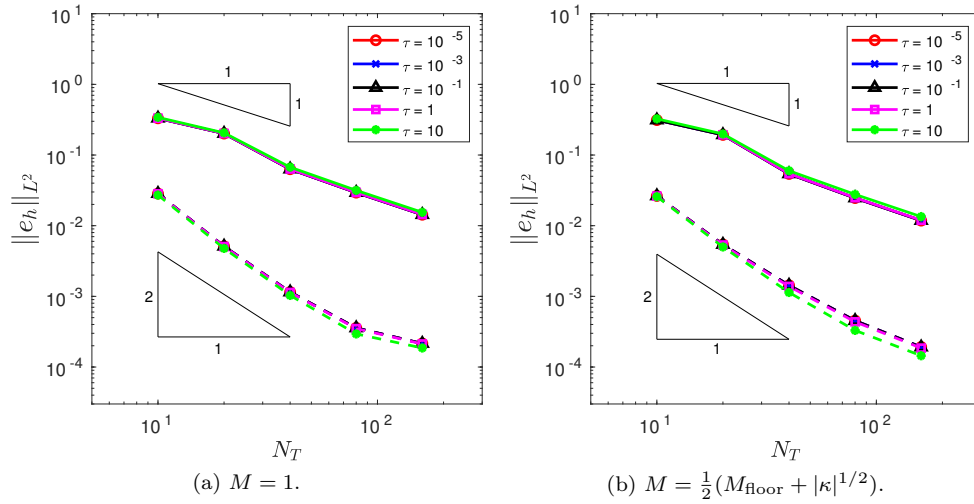 10^1
10^0
10^{-1}
10^{-2}
10^{-3}
10^{-4}
||e_h||_{L^2}
τ = 10^{-5}
τ = 10^{-3}
τ = 10^{-1}
τ = 1
τ = 10
1
1
2
1
10^1
10^2
N_T
(a) M = 1.
10^1
10^0
10^{-1}
10^{-2}
10^{-3}
10^{-4}
||e_h||_{L^2}
τ = 10^{-5}
τ = 10^{-3}
τ = 10^{-1}
τ = 1
τ = 10
1
1
2
1
10^1
10^2
N_T
(b) M = \frac{1}{2}(M_{floor} + |κ|^{1/2}).